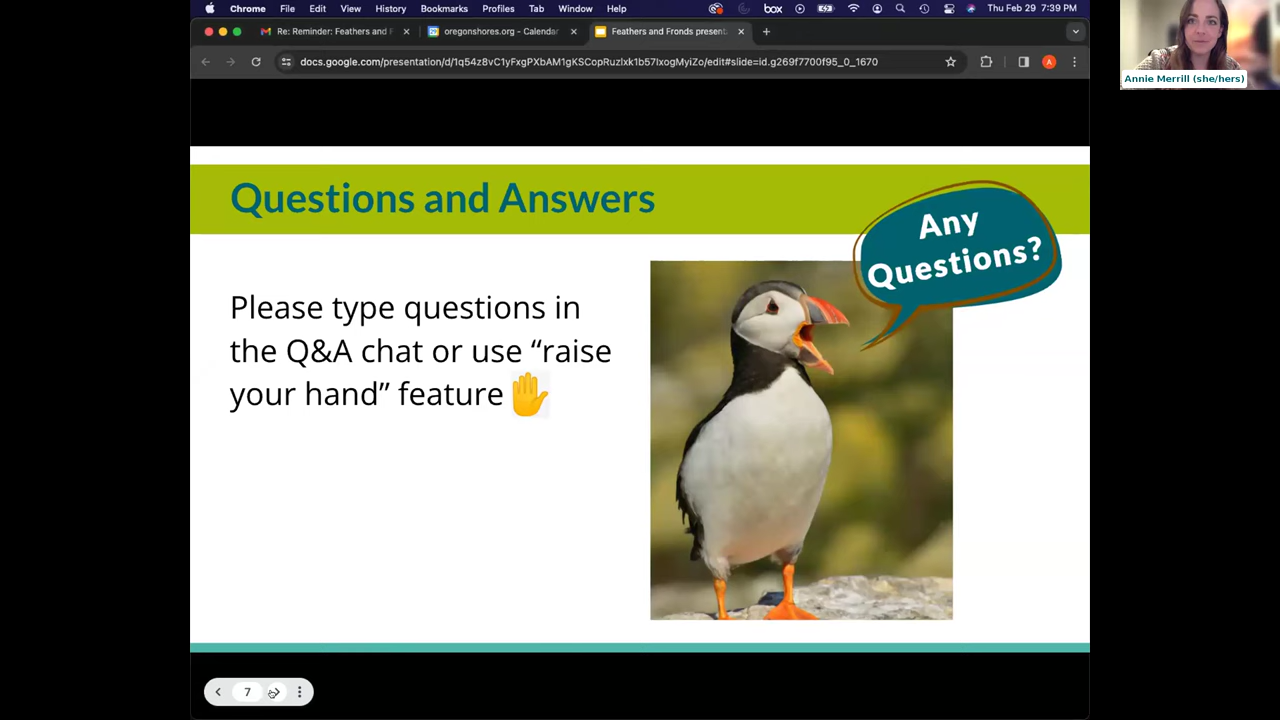 Chrome File Edit View History Bookmarks Profiles Tab Window Help box Thu Feb 29 7:39 PM
Re: Reminder: Feathers and F oregonshores.org - Calendar Feathers and Fronds present
docs.google.com/presentation/d/1q54z8vC1yFxgPXbAM1gKSCopRuzlxk1b57IxogMyiZo/edit#slide=id.g269f7700f95_0_1670 A
Annie Merrill (she/hers)
Questions and Answers
Any
Questions?
Please type questions in
the Q&A chat or use “raise
your hand” feature
7